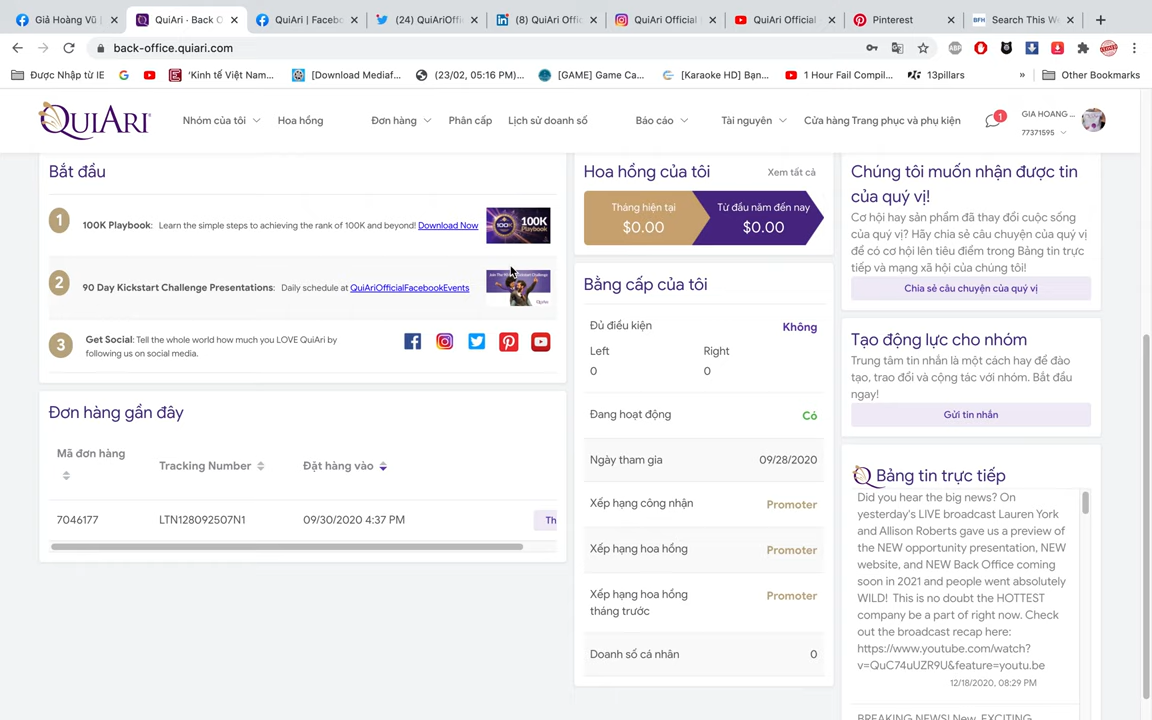 Giả Hoàng Vũ |
QuiAri · Back O
QuiAri | Facebo
(24) QuiAriOffic
(8) QuiAri Offic
QuiAri Official
QuiAri Official
Pinterest
BFH
Search This We
back-office.quiari.com
ABP
Được Nhập từ IE
'Kinh tế Việt Nam...
[Download Mediaf...
(23/02, 05:16 PM)...
[GAME] Game Ca...
[Karaoke HD] Bạn...
1 Hour Fail Compil...
13pillars
»
Other Bookmarks
QUIARI
Nhóm của tôi
Hoa hồng
Đơn hàng
Phân cấp
Lịch sử doanh số
Báo cáo
Tài nguyên
Cửa hàng Trang phục và phụ kiện
1
GIA HOANG ...
77371595
Bắt đầu
1
100K Playbook: Learn the simple steps to achieving the rank of 100K and beyond! Download Now
100K
Playbook
2
90 Day Kickstart Challenge Presentations: Daily schedule at QuiAriOfficialFacebookEvents
3
Get Social: Tell the whole world how much you LOVE QuiAri by
following us on social media.
Đơn hàng gần đây
Mã đơn hàng
Tracking Number
Đặt hàng vào
7046177
LTN128092507N1
09/30/2020 4:37 PM
Th
Hoa hồng của tôi
Xem tất cả
Tháng hiện tại
$0.00
Từ đầu năm đến nay
$0.00
Bằng cấp của tôi
Đủ điều kiện
Không
Left
Right
0
0
Đang hoạt động
Có
Ngày tham gia
09/28/2020
Xếp hạng công nhận
Promoter
Xếp hạng hoa hồng
Promoter
Xếp hạng hoa hồng
tháng trước
Promoter
Doanh số cá nhân
0
Chúng tôi muốn nhận được tin
của quý vị!
Cơ hội hay sản phẩm đã thay đổi cuộc sống
của quý vị? Hãy chia sẻ câu chuyện của quý vị
để có cơ hội lên tiêu điểm trong Bảng tin trực
tiếp và mạng xã hội của chúng tôi!
Chia sẻ câu chuyện của quý vị
Tạo động lực cho nhóm
Trung tâm tin nhắn là một cách hay để đào
tạo, trao đổi và cộng tác với nhóm. Bắt đầu
ngay!
Gửi tin nhắn
Bảng tin trực tiếp
Did you hear the big news? On
yesterday's LIVE broadcast Lauren York
and Allison Roberts gave us a preview of
the NEW opportunity presentation, NEW
website, and NEW Back Office coming
soon in 2021 and people went absolutely
WILD! This is no doubt the HOTTEST
company be a part of right now. Check
out the broadcast recap here:
https://www.youtube.com/watch?
v=QuC74uUZR9U&feature=youtu.be
12/18/2020, 08:29 PM
BREAKING NEWS! New, EXCITING